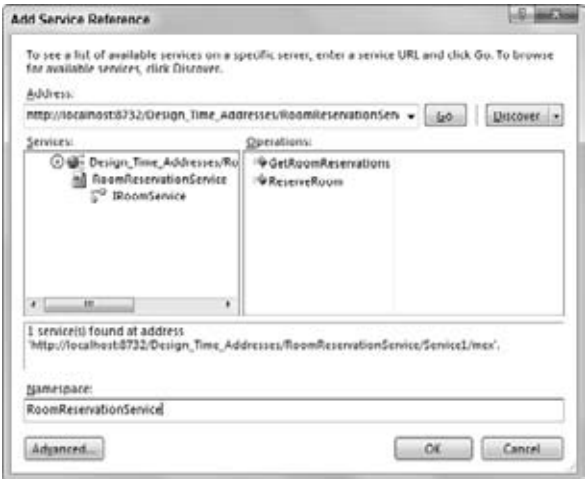 Add Service Reference
To see a list of available services on a specific server, enter a service URL and click Go. To browse
for available services, click Discover.
Address:
http://localhost:8732/Design_Time_Addresses/RoomReservationServ
Go
Discover
Services:
Operations:
Design_Time_Addresses/Ro
RoomReservationService
IRoomService
GetRoomReservations
ReserveRoom
1 service(s) found at address
'http://localhost:8732/Design_Time_Addresses/RoomReservationService/Service1/mex'.
Namespace:
RoomReservationService
Advanced...
OK
Cancel